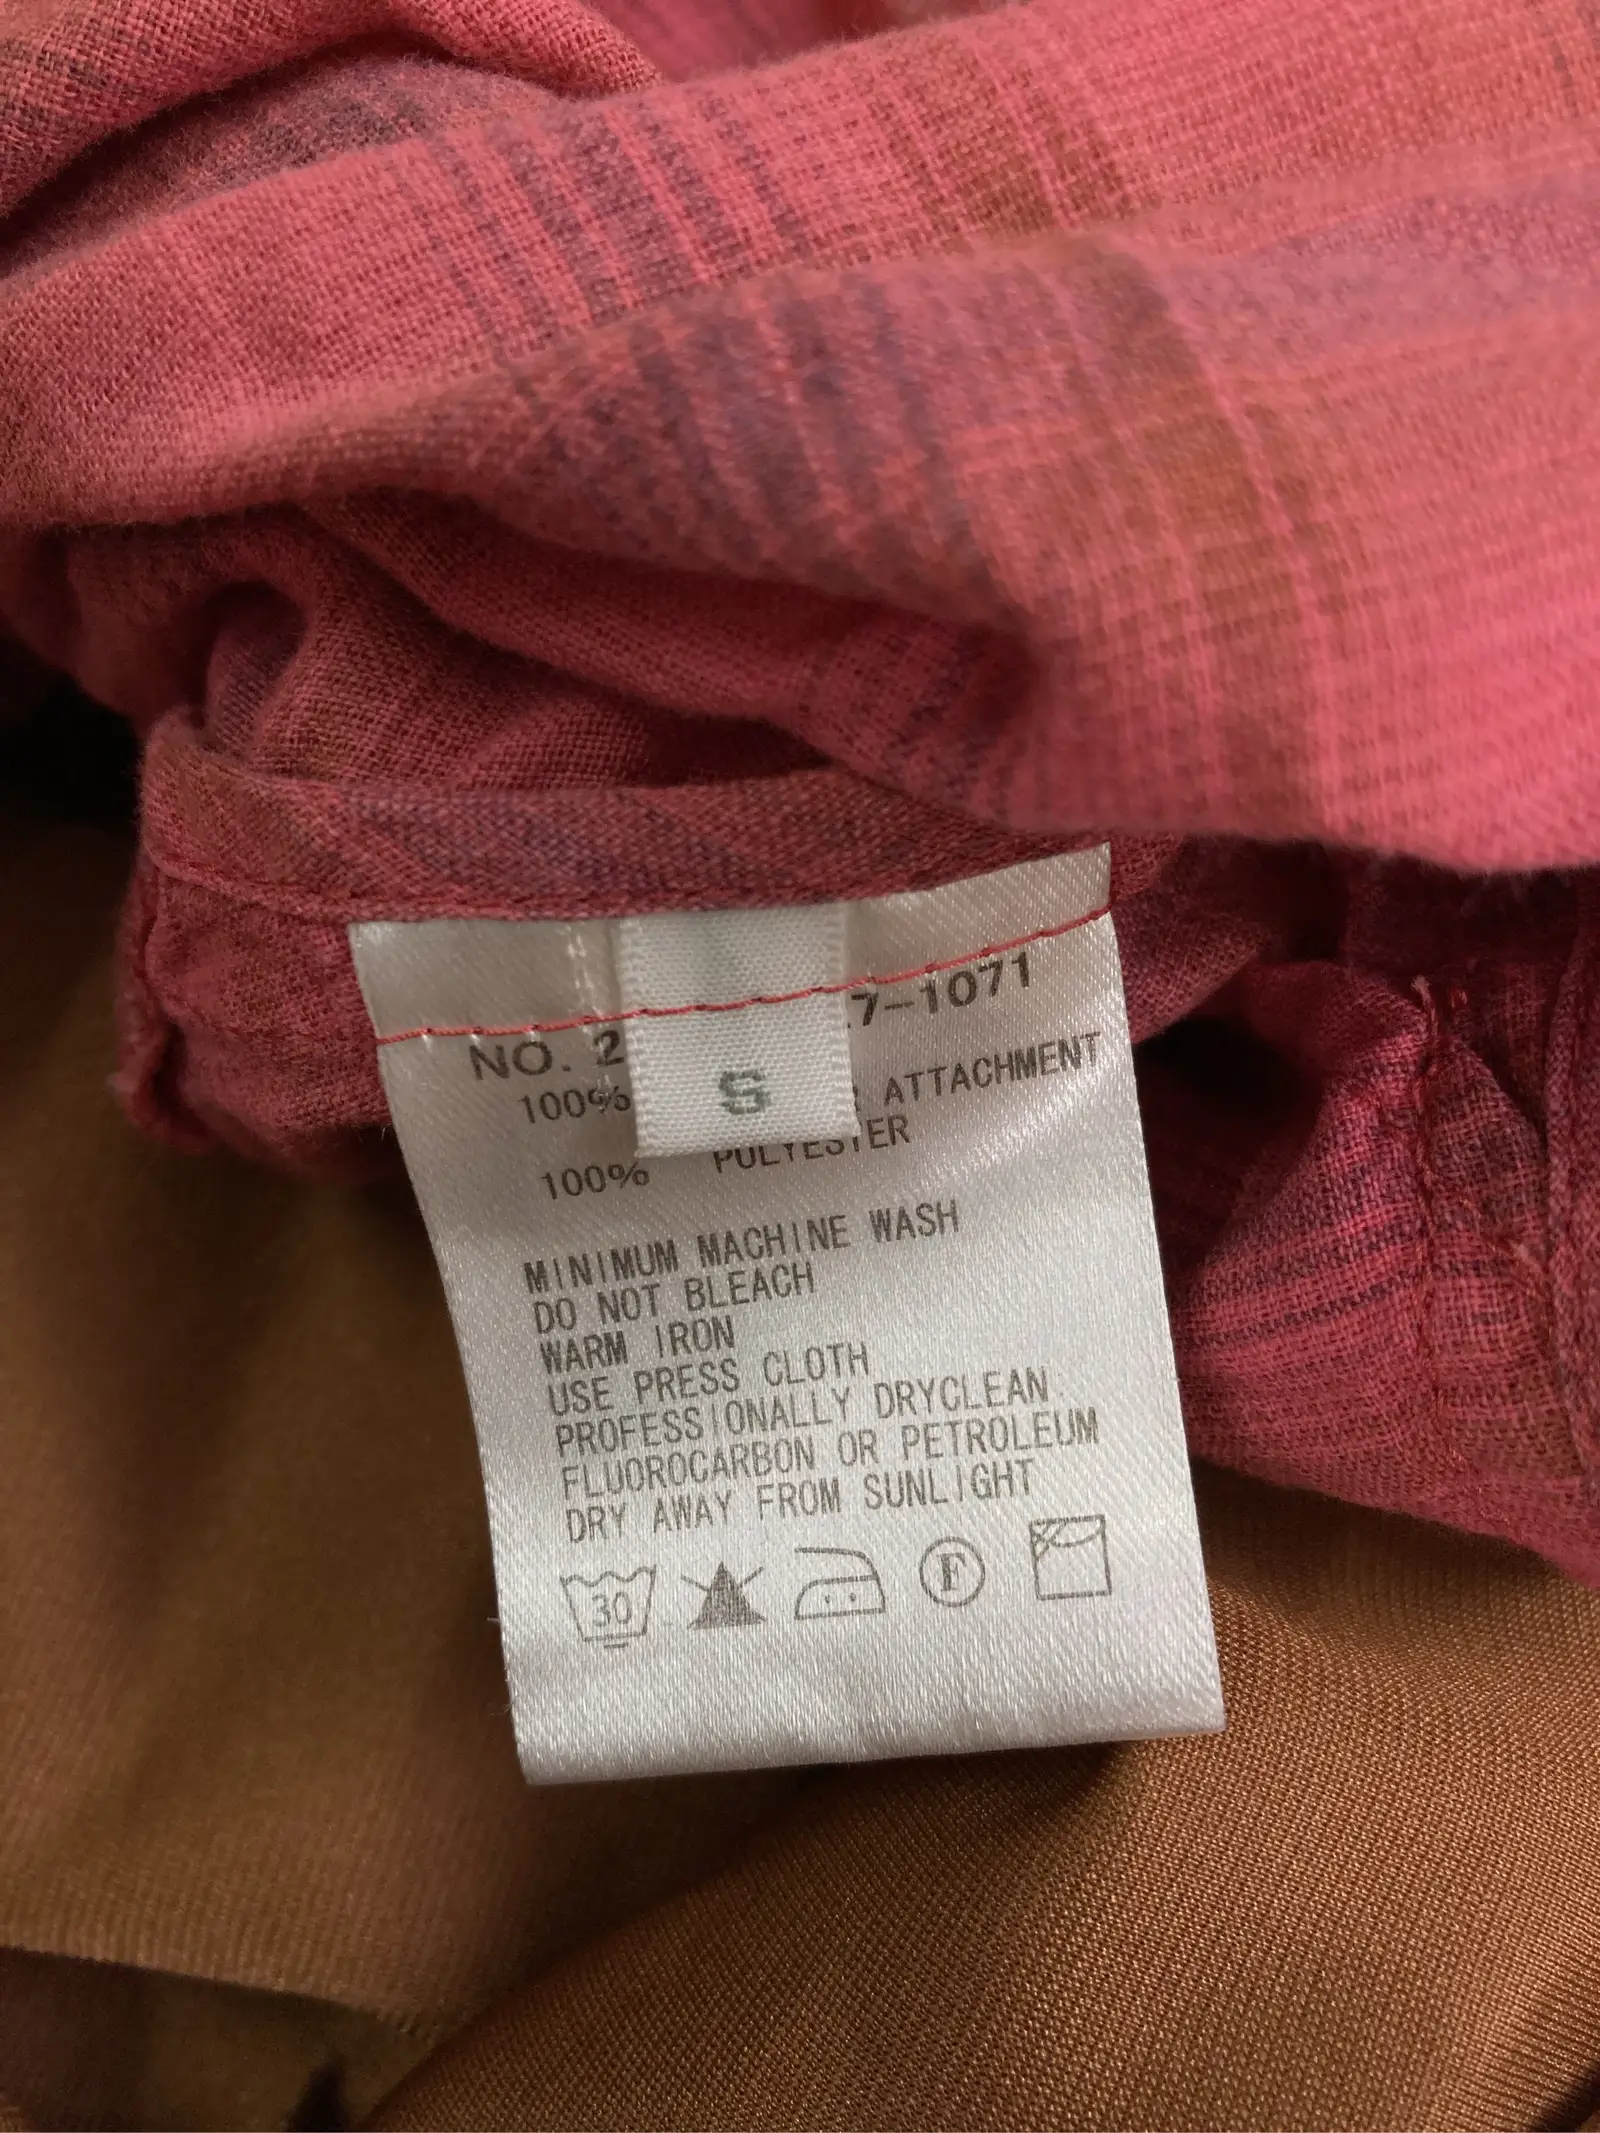 NO. 2
7-1071
S
100% ATTACHMENT
100% POLYESTER
MINIMUM MACHINE WASH
DO NOT BLEACH
WARM IRON
USE PRESS CLOTH
PROFESSIONALLY DRYCLEAN
FLUOROCARBON OR PETROLEUM
DRY AWAY FROM SUNLIGHT
30
F